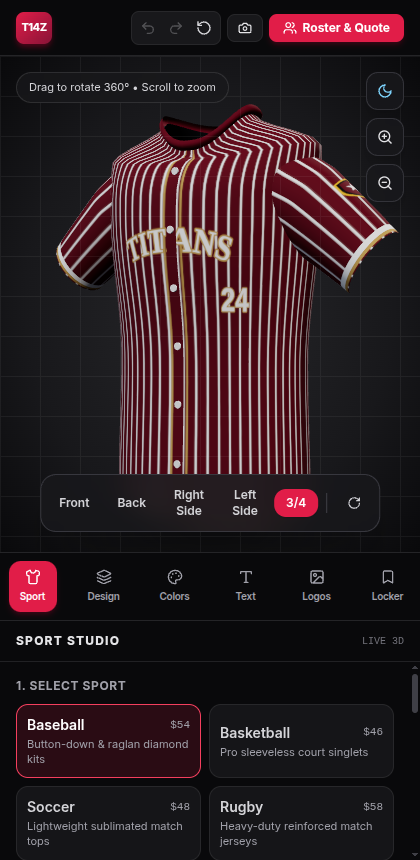 T14Z
Roster & Quote
Drag to rotate 360° • Scroll to zoom
TITANS
24
Front
Back
Right
Side
Left
Side
3/4
Sport
Design
Colors
Text
Logos
Locker
SPORT STUDIO
LIVE 3D
1. SELECT SPORT
Baseball
$54
Button-down & raglan diamond
kits
Basketball
$46
Pro sleeveless court singlets
Soccer
$48
Lightweight sublimated match
tops
Rugby
$58
Heavy-duty reinforced match
jerseys